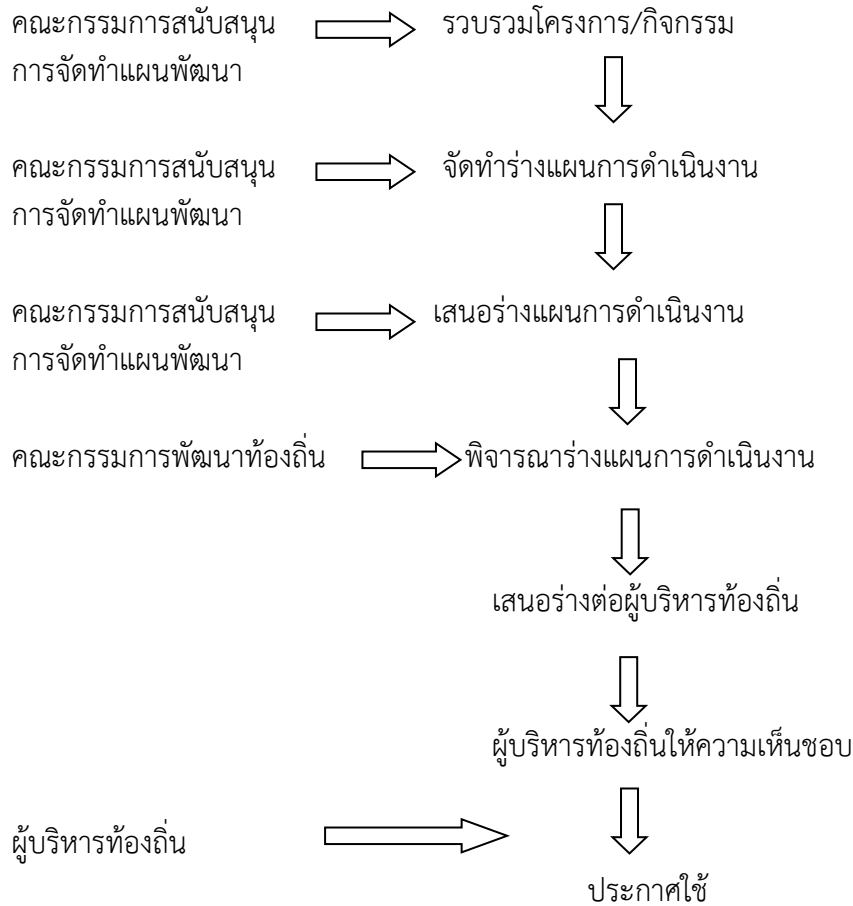 คณะกรรมการสนับสนุน
การจัดทำแผนพัฒนา
รวบรวมโครงการ/กิจกรรม
คณะกรรมการสนับสนุน
การจัดทำแผนพัฒนา
จัดทำร่างแผนการดำเนินงาน
คณะกรรมการสนับสนุน
การจัดทำแผนพัฒนา
เสนอร่างแผนการดำเนินงาน
คณะกรรมการพัฒนาท้องถิ่น
พิจารณาร่างแผนการดำเนินงาน
เสนอร่างต่อผู้บริหารท้องถิ่น
ผู้บริหารท้องถิ่นให้ความเห็นชอบ
ผู้บริหารท้องถิ่น
ประกาศใช้